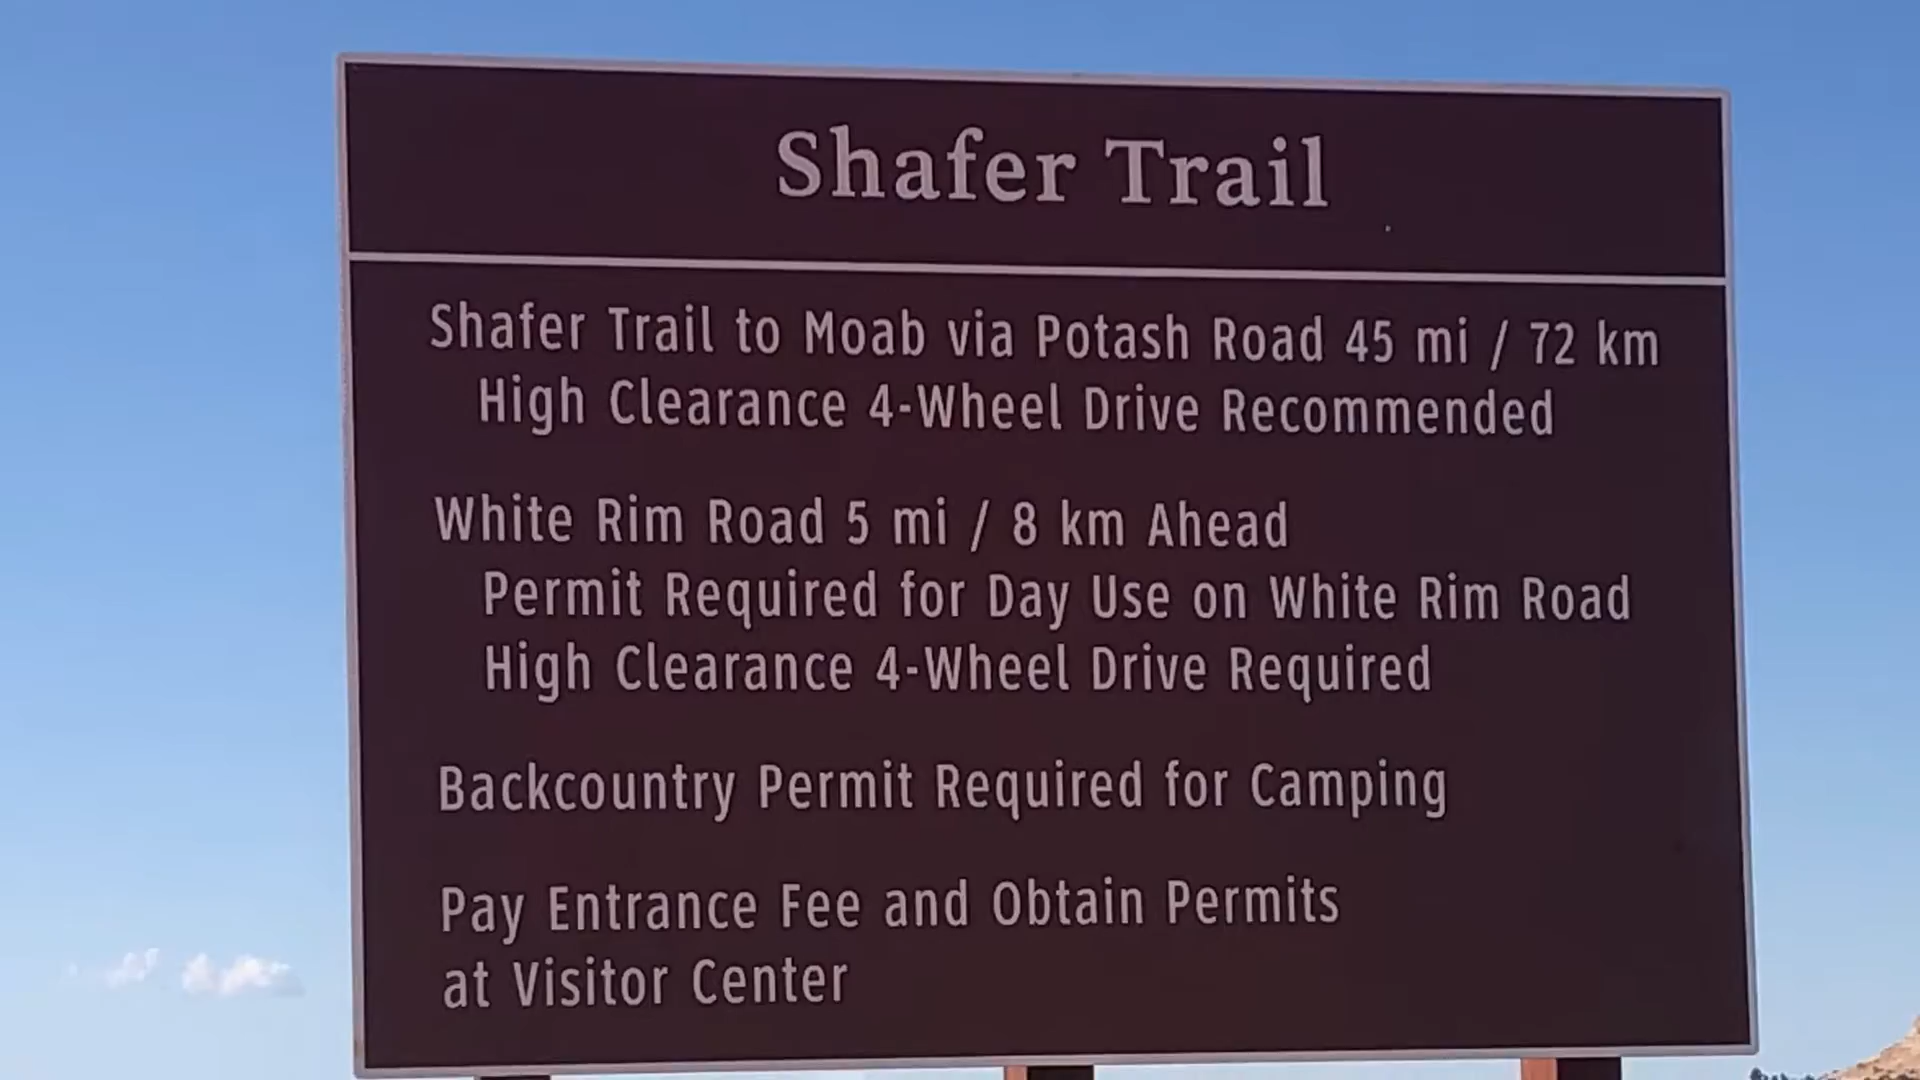 Shafer Trail
Shafer Trail to Moab via Potash Road 45 mi / 72 km
High Clearance 4-Wheel Drive Recommended
White Rim Road 5 mi / 8 km Ahead
Permit Required for Day Use on White Rim Road
High Clearance 4-Wheel Drive Required
Backcountry Permit Required for Camping
Pay Entrance Fee and Obtain Permits
at Visitor Center